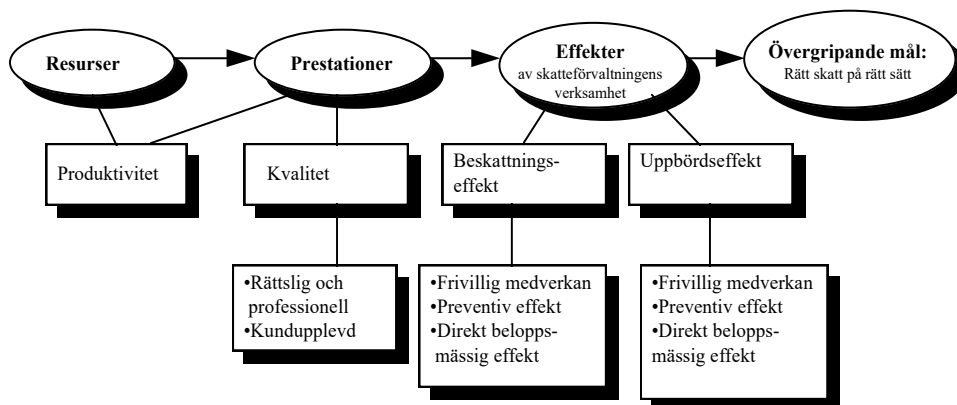 Resurser
Prestationer
Effekter
av skatteförvaltningens
verksamhet
Övergripande mål:
Rätt skatt på rätt sätt
Produktivitet
Kvalitet
Beskattnings-
effekt
Uppbördseffekt
•Rättslig och
professionell
•Kundupplevd
•Frivillig medverkan
•Preventiv effekt
•Direkt belopps-
mässig effekt
•Frivillig medverkan
•Preventiv effekt
•Direkt belopps-
mässig effekt